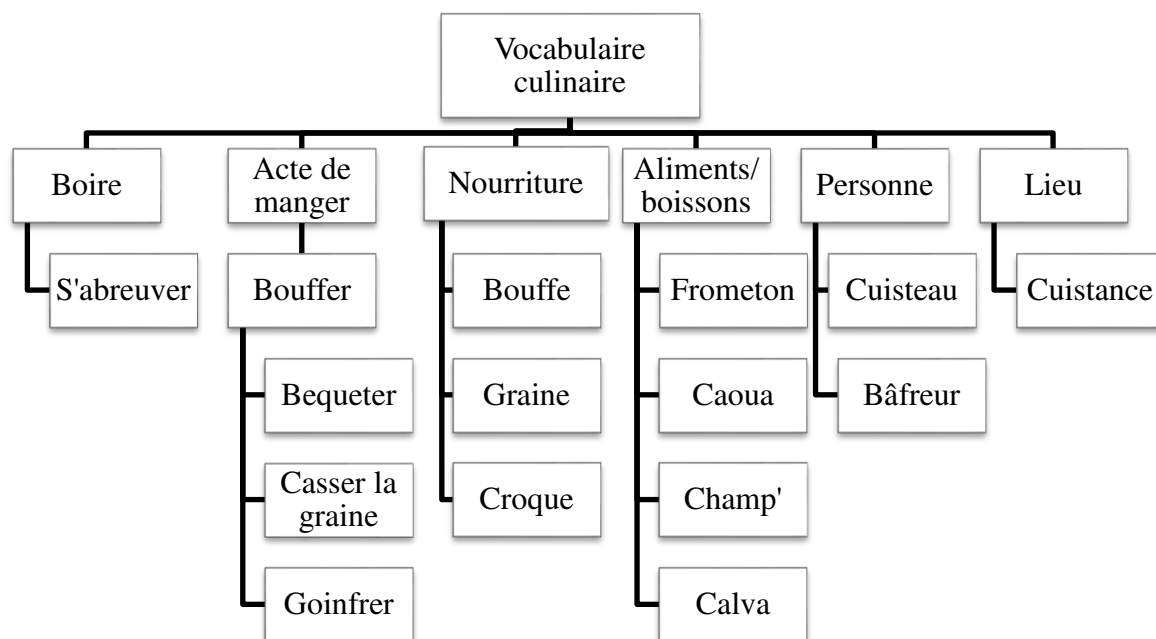 Vocabulaire
culinaire
Boire
Acte de
manger
Nourriture
Aliments/
boissons
Personne
Lieu
S'abreuver
Bouffer
Bouffe
Frometon
Cuisteau
Cuistance
Bequeter
Graine
Caoua
Bâfreur
Casser la
graine
Croque
Champ'
Goinfrer
Calva